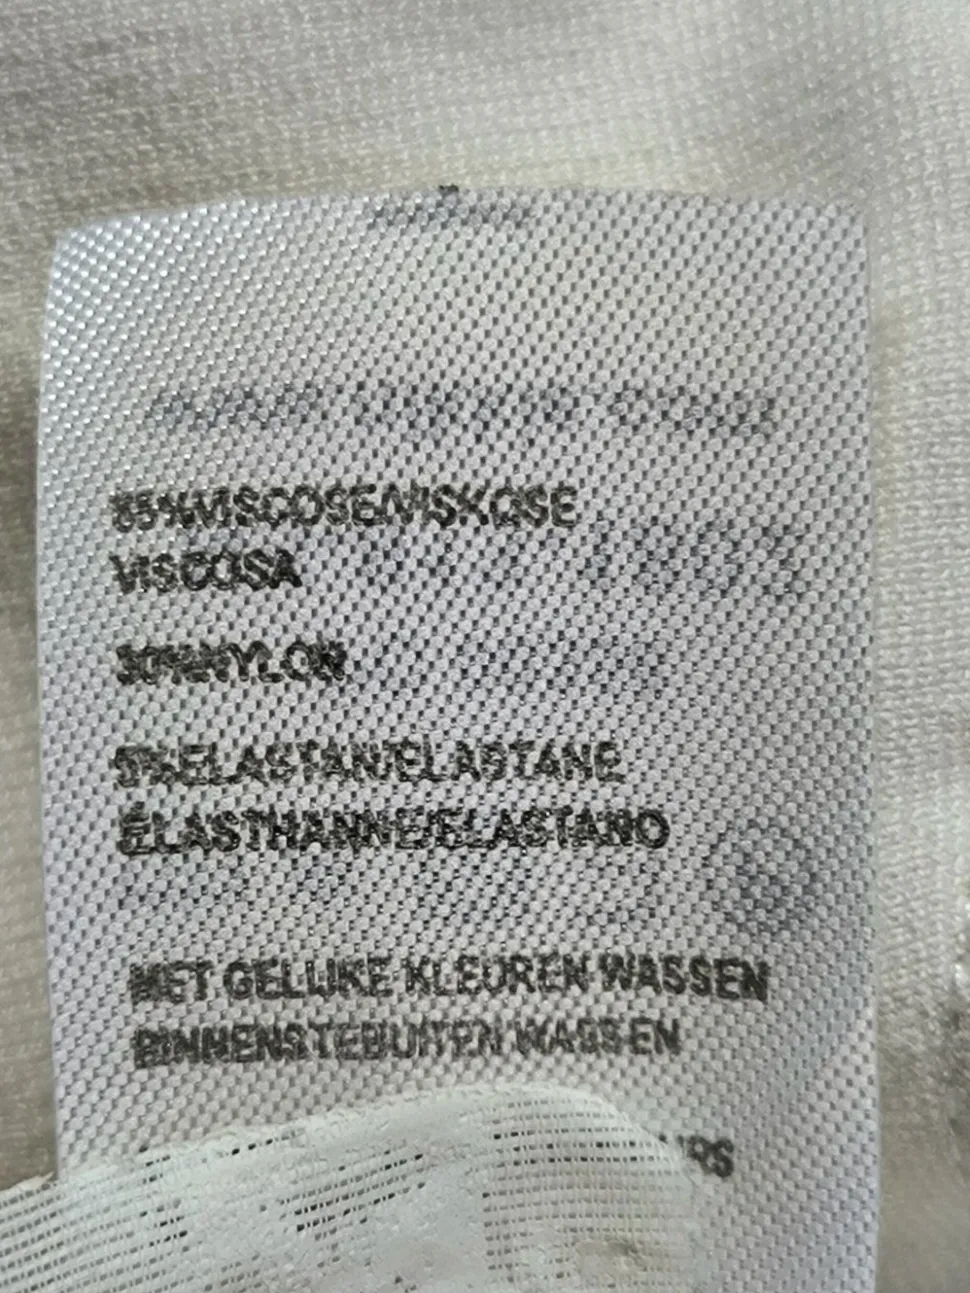 65%VISCOSE/VISKOSE
VISCOSA
30%NYLON
5%ELASTAN/ELASTANE
ÉLASTHANNE/ELASTANO
MET GELIJKE KLEUREN WASSEN
BINNENSTEBUITEN WASSEN